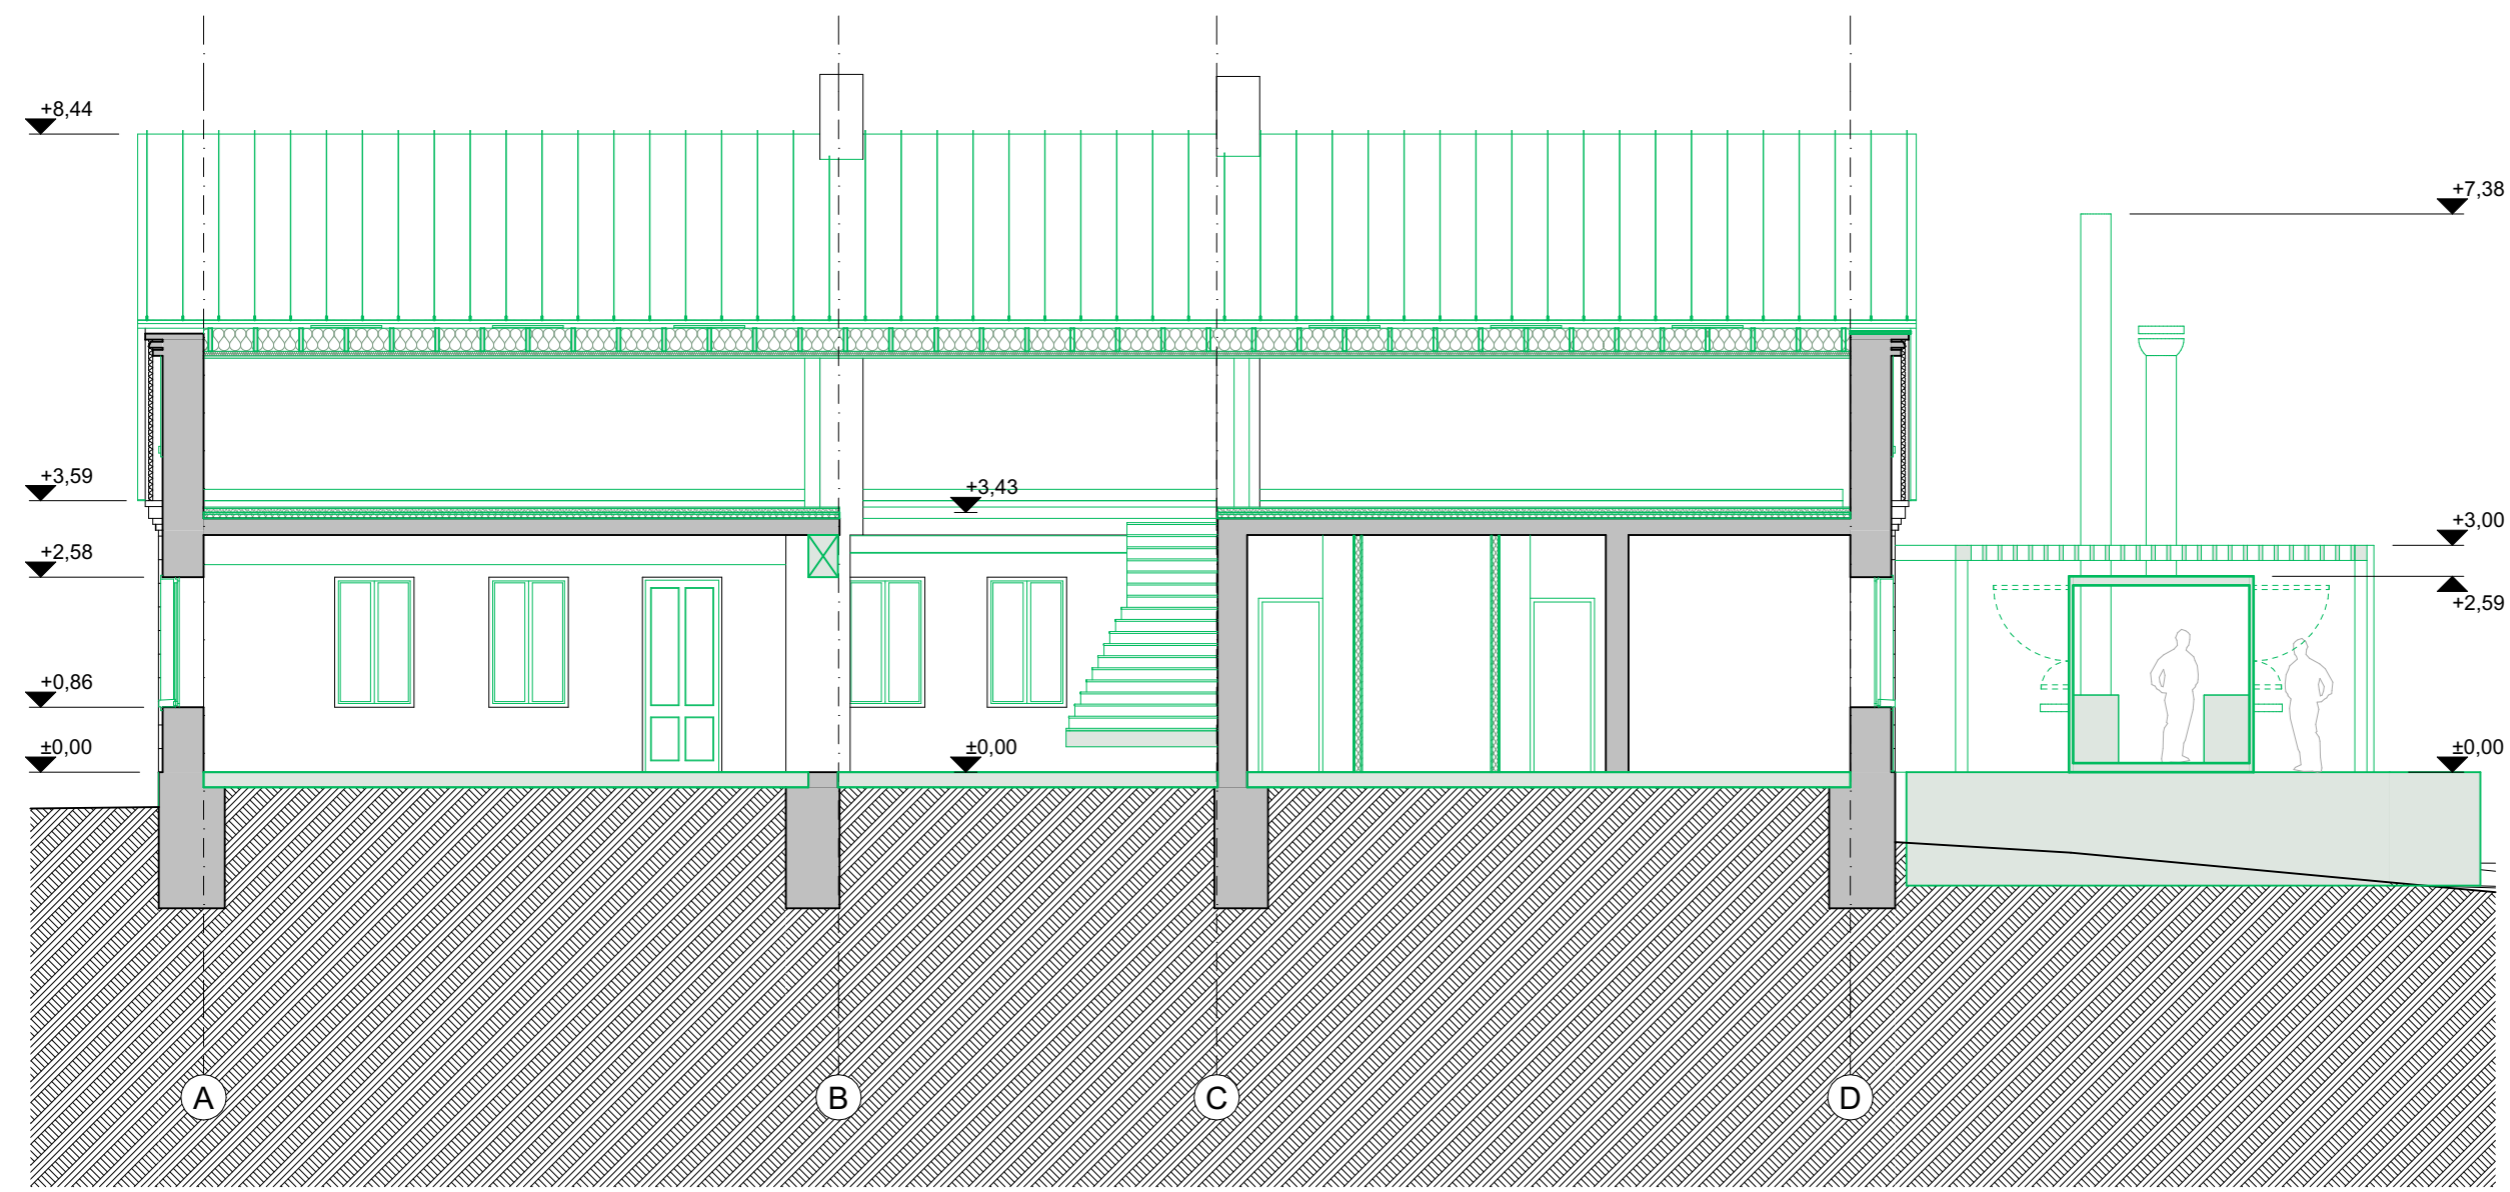 +8,44
+7,38
+3,59
+3,43
+3,00
+2,58
+2,59
+0,86
±0,00
±0,00
±0,00
A
B
C
D